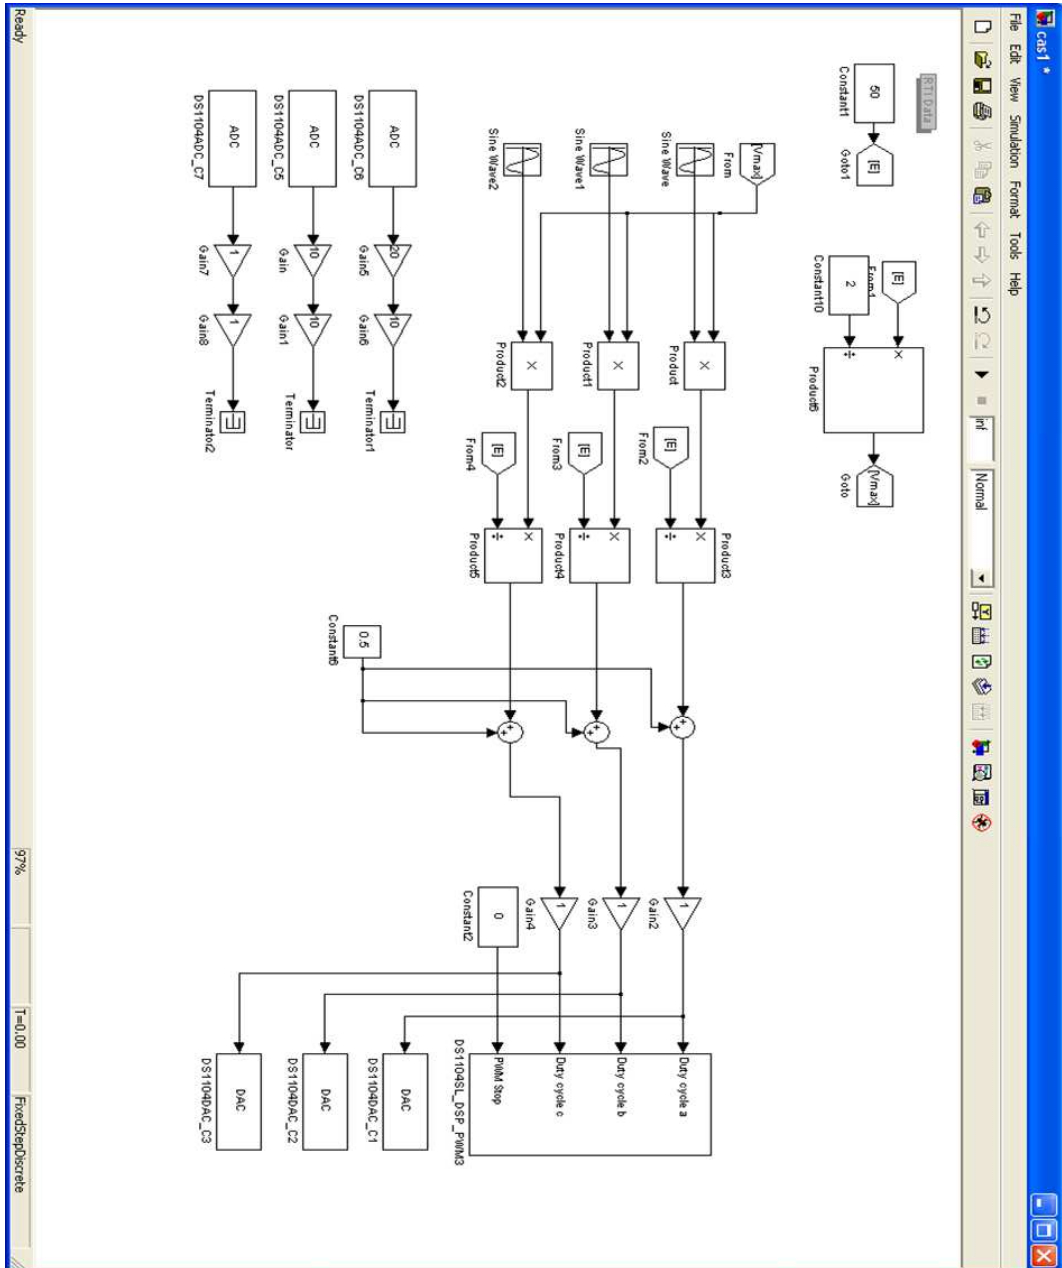 cas1 *
File Edit View Simulation Format Tools Help
inf
Normal
RTI Data
50
Constant1
[E]
Goto1
[E]
From1
2
Constant10
×
÷
Product6
[Vmax]
Goto
[Vmax]
From
Sine Wave
×
Product
[E]
From2
×
÷
Product3
+
+
1
Gain2
Sine Wave1
×
Product1
[E]
From3
×
÷
Product4
+
+
1
Gain3
Sine Wave2
×
Product2
[E]
From4
×
÷
Product5
+
+
1
Gain4
0.5
Constant6
0
Constant2
Duty cycle a
Duty cycle b
Duty cycle c
PWM Stop
DS1104SL_DSP_PWM3
ADC
DS1104ADC_C6
20
Gain5
10
Gain6
Terminator1
DAC
DS1104DAC_C1
ADC
DS1104ADC_C5
10
Gain
10
Gain1
Terminator
DAC
DS1104DAC_C2
ADC
DS1104ADC_C7
1
Gain7
1
Gain8
Terminator2
DAC
DS1104DAC_C3
Ready
97%
T=0.00
FixedStepDiscrete